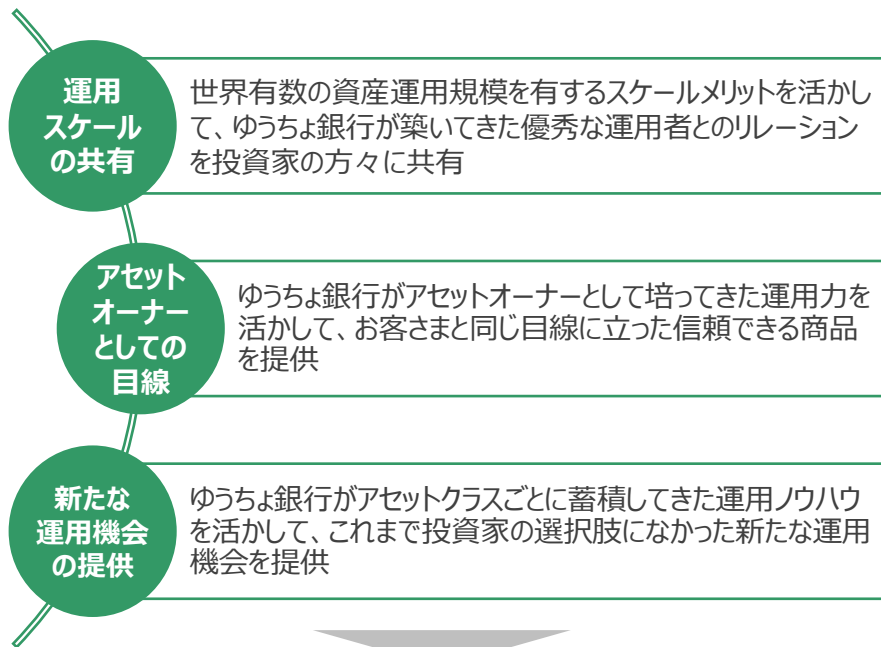 運用
スケール
の共有
世界有数の資産運用規模を有するスケールメリットを活かし
て、ゆうちょ銀行が築いてきた優秀な運用者とのリレーション
を投資家の方々に共有
アセット
オーナー
としての
目線
ゆうちょ銀行がアセットオーナーとして培ってきた運用力を
活かして、お客さまと同じ目線に立った信頼できる商品
を提供
新たな
運用機会
の提供
ゆうちょ銀行がアセットクラスごとに蓄積してきた運用ノウハウ
を活かして、これまで投資家の選択肢になかった新たな運用
機会を提供